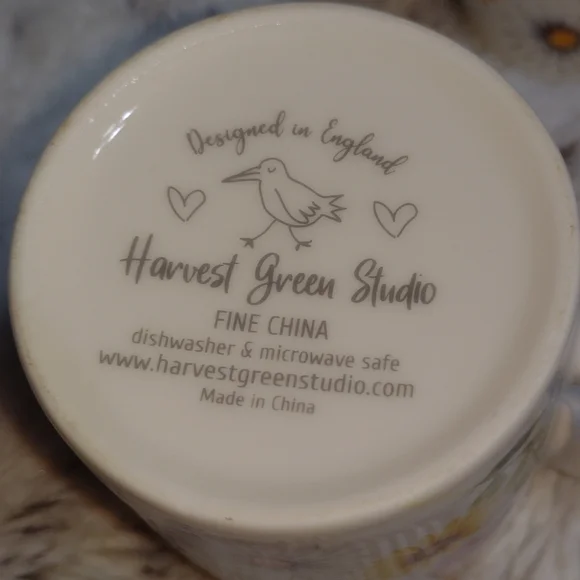 Designed in England
Harvest Green Studio
FINE CHINA
dishwasher & microwave safe
www.harvestgreenstudio.com
Made in China